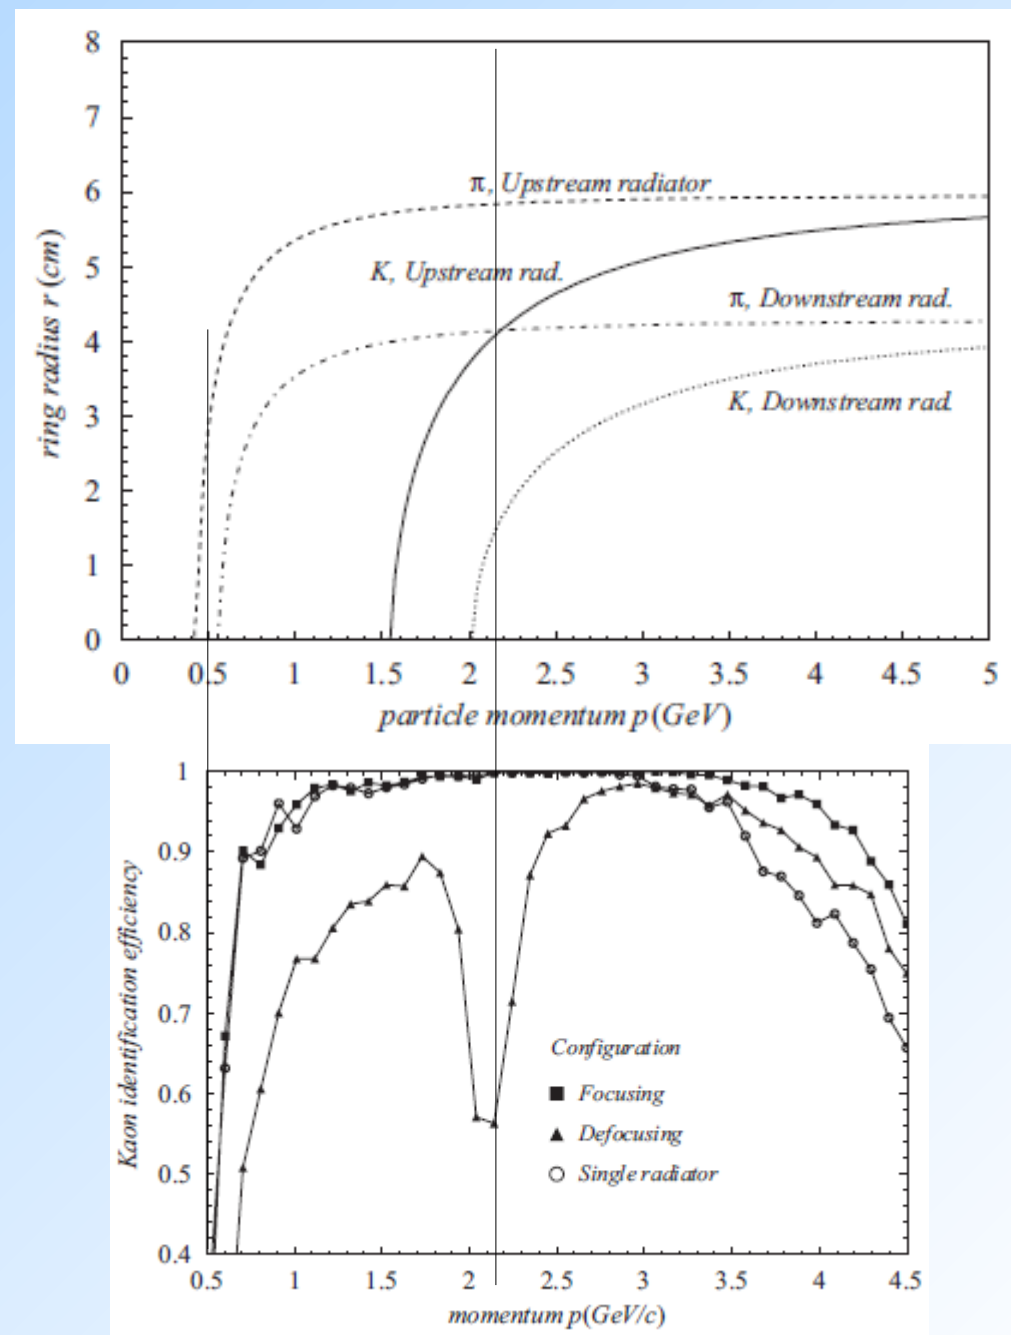 8
7
6
5
4
3
2
1
0
ring radius r (cm)
π, Upstream radiator
K, Upstream rad.
π, Downstream rad.
K, Downstream rad.
0 0.5 1 1.5 2 2.5 3 3.5 4 4.5 5
particle momentum p(GeV)
1
0.9
0.8
0.7
0.6
0.5
0.4
Kaon identification efficiency
Configuration
Focusing
Defocusing
Single radiator
0.5 1 1.5 2 2.5 3 3.5 4 4.5
momentum p(GeV/c)